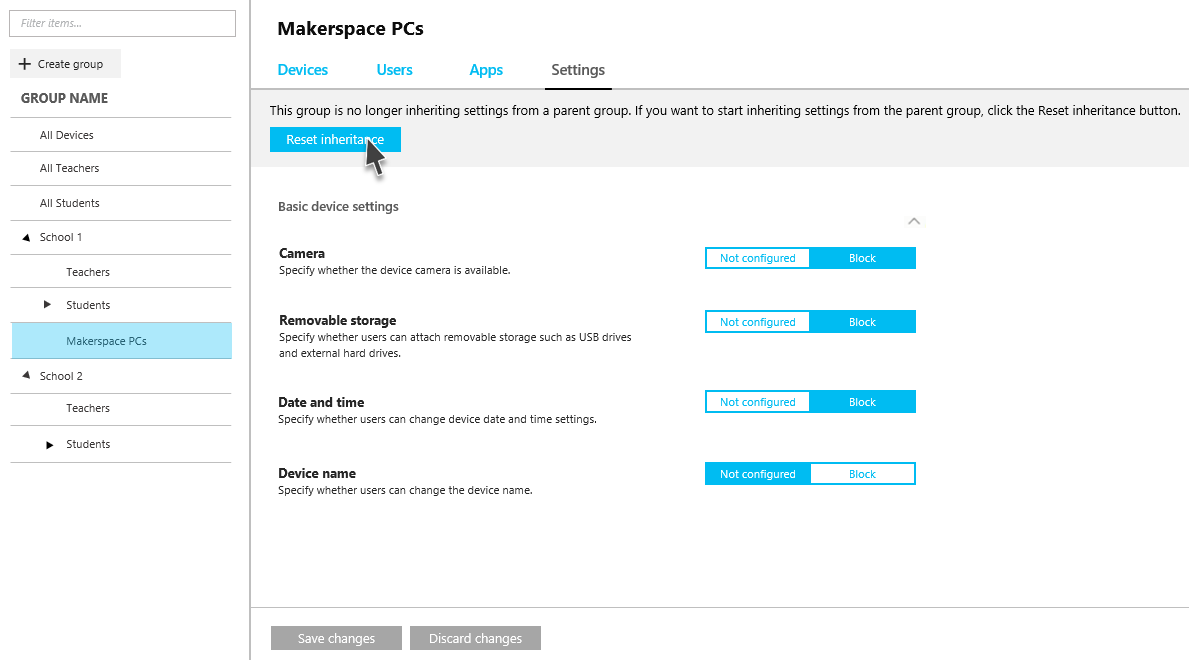 Filter items...
Create group
GROUP NAME
All Devices
All Teachers
All Students
School 1
Teachers
Students
Makerspace PCs
School 2
Teachers
Students
Makerspace PCs
Devices
Users
Apps
Settings
This group is no longer inheriting settings from a parent group. If you want to start inheriting settings from the parent group, click the Reset inheritance button.
Reset inheritance
Basic device settings
Camera
Specify whether the device camera is available.
Not configured
Block
Removable storage
Specify whether users can attach removable storage such as USB drives
and external hard drives.
Not configured
Block
Date and time
Specify whether users can change device date and time settings.
Not configured
Block
Device name
Specify whether users can change the device name.
Not configured
Block
Save changes
Discard changes